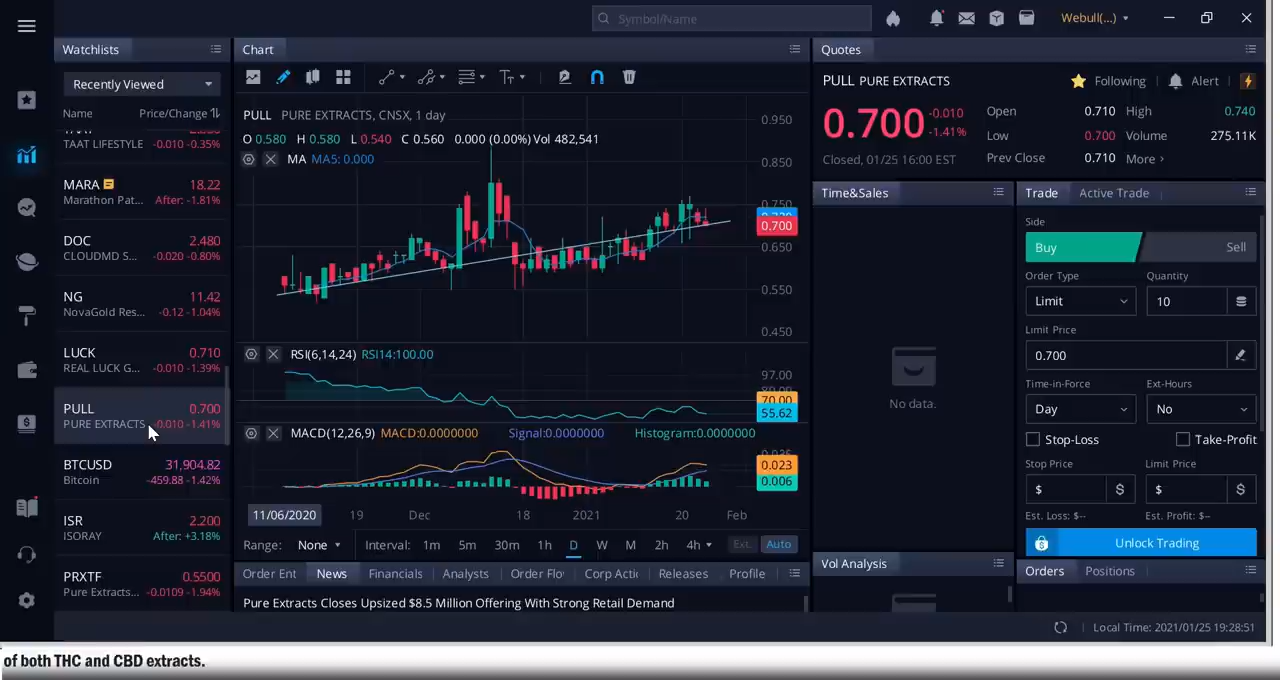 Symbol/Name
Webull(...)
Watchlists
Chart
Quotes
Recently Viewed
Name
Price/Change
TAAT LIFESTYLE
-0.010 -0.35%
MARA
18.22
Marathon Pat...
After: -1.81%
DOC
2.480
CLOUDMD S...
-0.020 -0.80%
NG
11.42
NovaGold Res...
-0.12 -1.04%
LUCK
0.710
REAL LUCK G...
-0.010 -1.39%
PULL
0.700
PURE EXTRACTS
-0.010 -1.41%
BTCUSD
31,904.82
Bitcoin
-459.88 -1.42%
ISR
2.200
ISORAY
After: +3.18%
PRXTF
0.5500
Pure Extracts...
-0.0109 -1.94%
PULL PURE EXTRACTS, CNSX, 1 day
O 0.580 H 0.580 L 0.540 C 0.560 0.000 (0.00%) Vol 482,541
MA MA5: 0.000
0.950
0.850
0.750
0.700
0.650
0.550
0.450
RSI(6,14,24) RSI14:100.00
97.00
70.00
55.62
MACD(12,26,9) MACD:0.0000000 Signal:0.0000000 Histogram:0.0000000
0.023
0.006
11/06/2020 19 Dec 18 2021 20 Feb
Range: None Interval: 1m 5m 30m 1h D W M 2h 4h Ext. Auto
Order Ent News Financials Analysts Order Flo Corp Actic Releases Profile
Pure Extracts Closes Upsized $8.5 Million Offering With Strong Retail Demand
PULL PURE EXTRACTS
Following
Alert
0.700
-0.010
-1.41%
Closed, 01/25 16:00 EST
Open 0.710 High 0.740
Low 0.700 Volume 275.11K
Prev Close 0.710 More ›
Time&Sales
No data.
Vol Analysis
Trade
Active Trade
Side
Buy
Sell
Order Type
Quantity
Limit
10
Limit Price
0.700
Time-in-Force
Ext-Hours
Day
No
Stop-Loss
Take-Profit
Stop Price
Limit Price
$ $
$ $
Est. Loss: $--
Est. Profit: $--
Unlock Trading
Orders
Positions
Local Time: 2021/01/25 19:28:51
of both THC and CBD extracts.